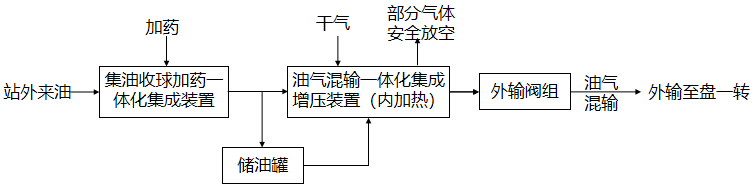 加药
干气
部分气体
安全放空
站外来油
集油收球加药一
体化集成装置
油气混输一体化集成
增压装置（内加热）
外输阀组
油气
混输
外输至盘一转
储油罐